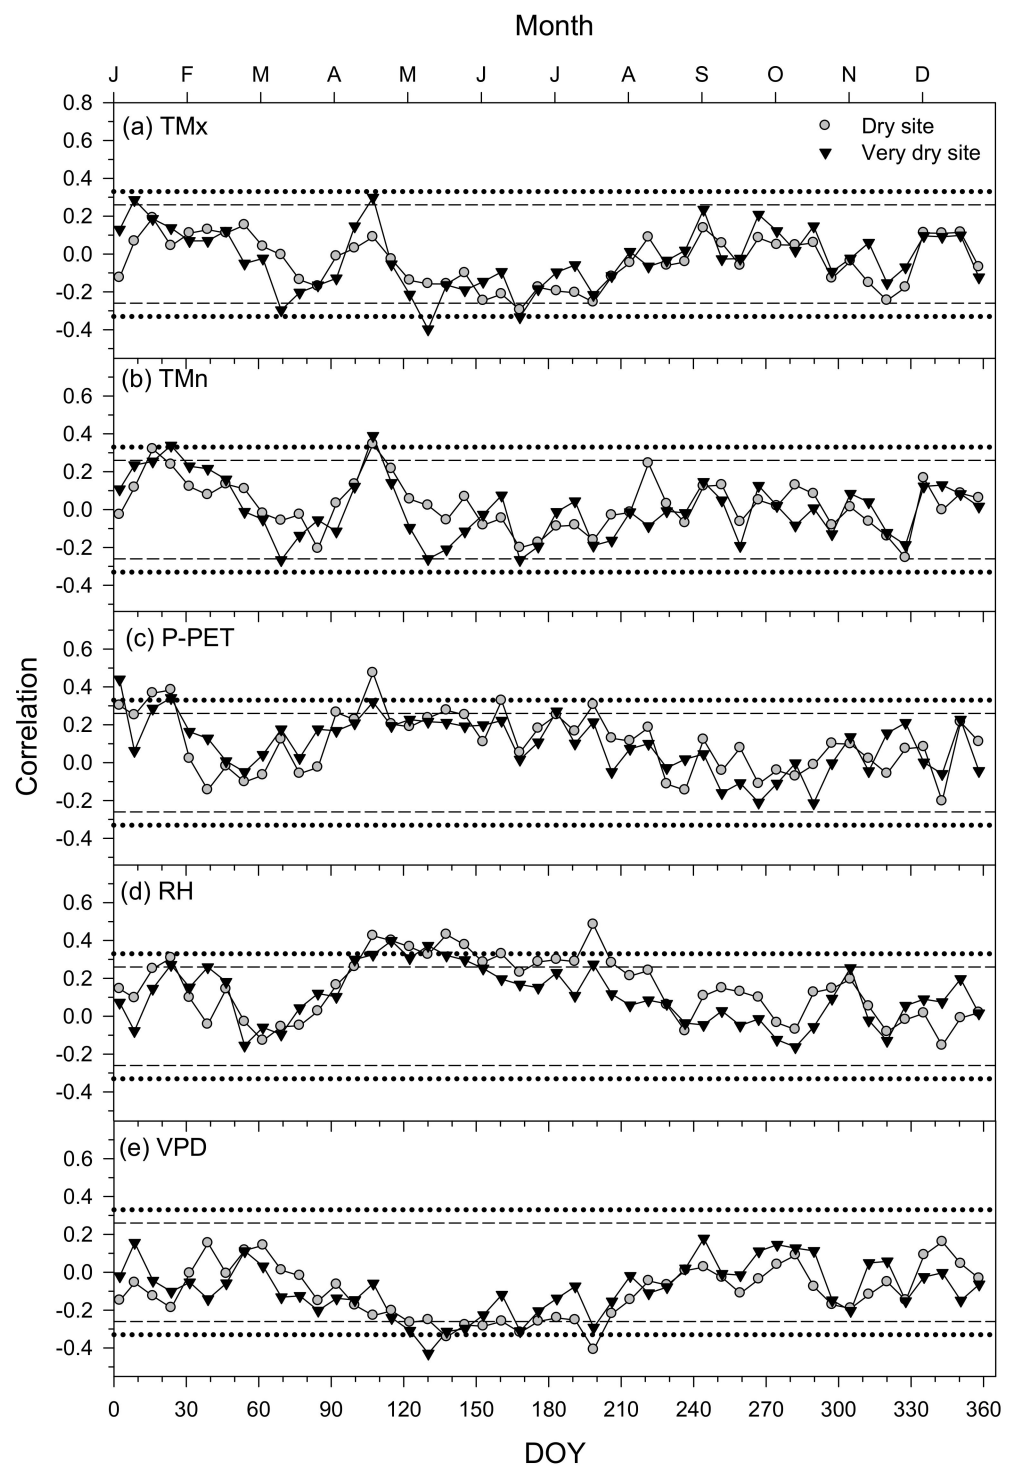 Month
J F M A M J J A S O N D
(a) TMx
Dry site
Very dry site
0.8
0.6
0.4
0.2
0.0
-0.2
-0.4
(b) TMn
0.6
0.4
0.2
0.0
-0.2
-0.4
(c) P-PET
0.6
0.4
0.2
0.0
-0.2
-0.4
Correlation
(d) RH
0.6
0.4
0.2
0.0
-0.2
-0.4
(e) VPD
0.6
0.4
0.2
0.0
-0.2
-0.4
0 30 60 90 120 150 180 210 240 270 300 330 360
DOY